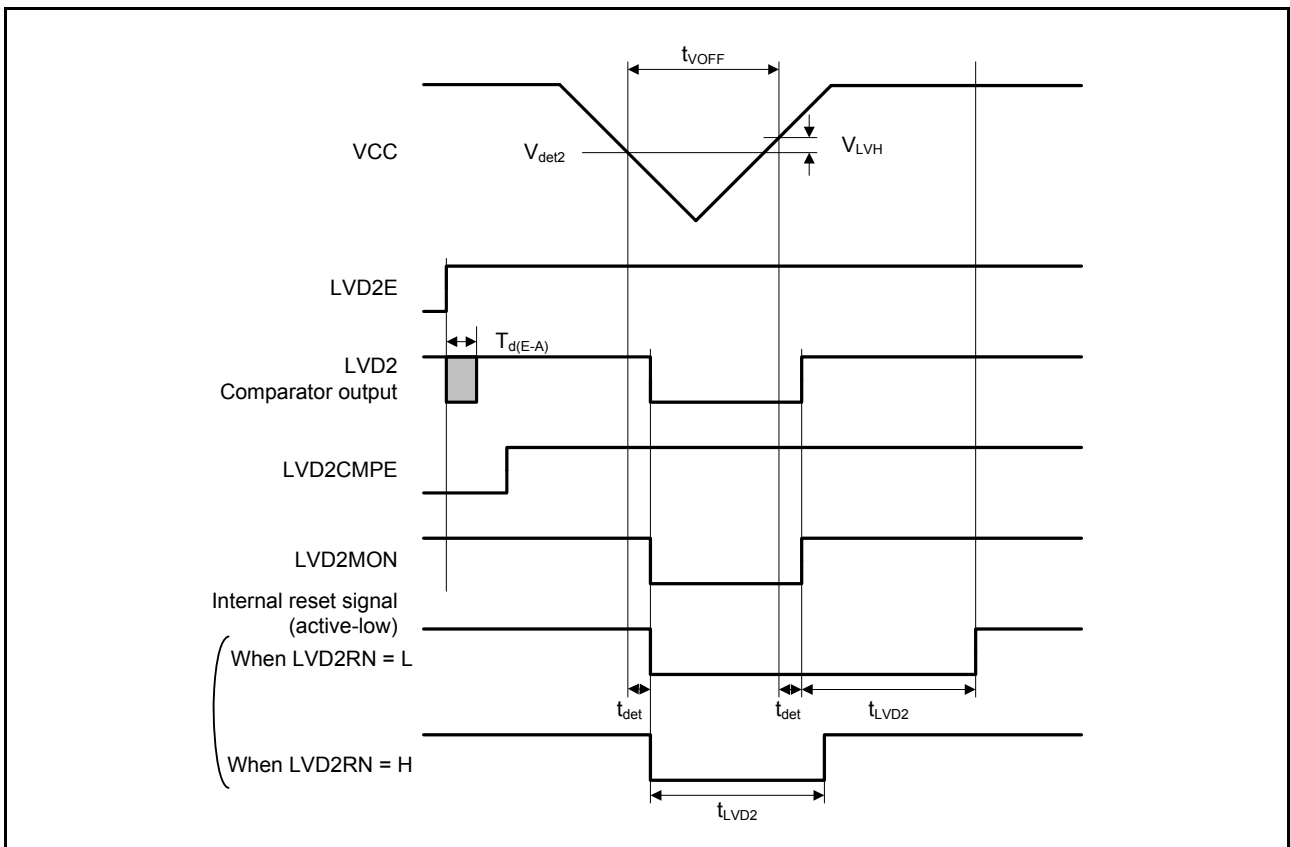 tVOFF
VCC
Vdet2
VLVH
LVD2E
Td(E-A)
LVD2
Comparator output
LVD2CMPE
LVD2MON
Internal reset signal
(active-low)
When LVD2RN = L
tdet
tdet
tLVD2
When LVD2RN = H
tLVD2